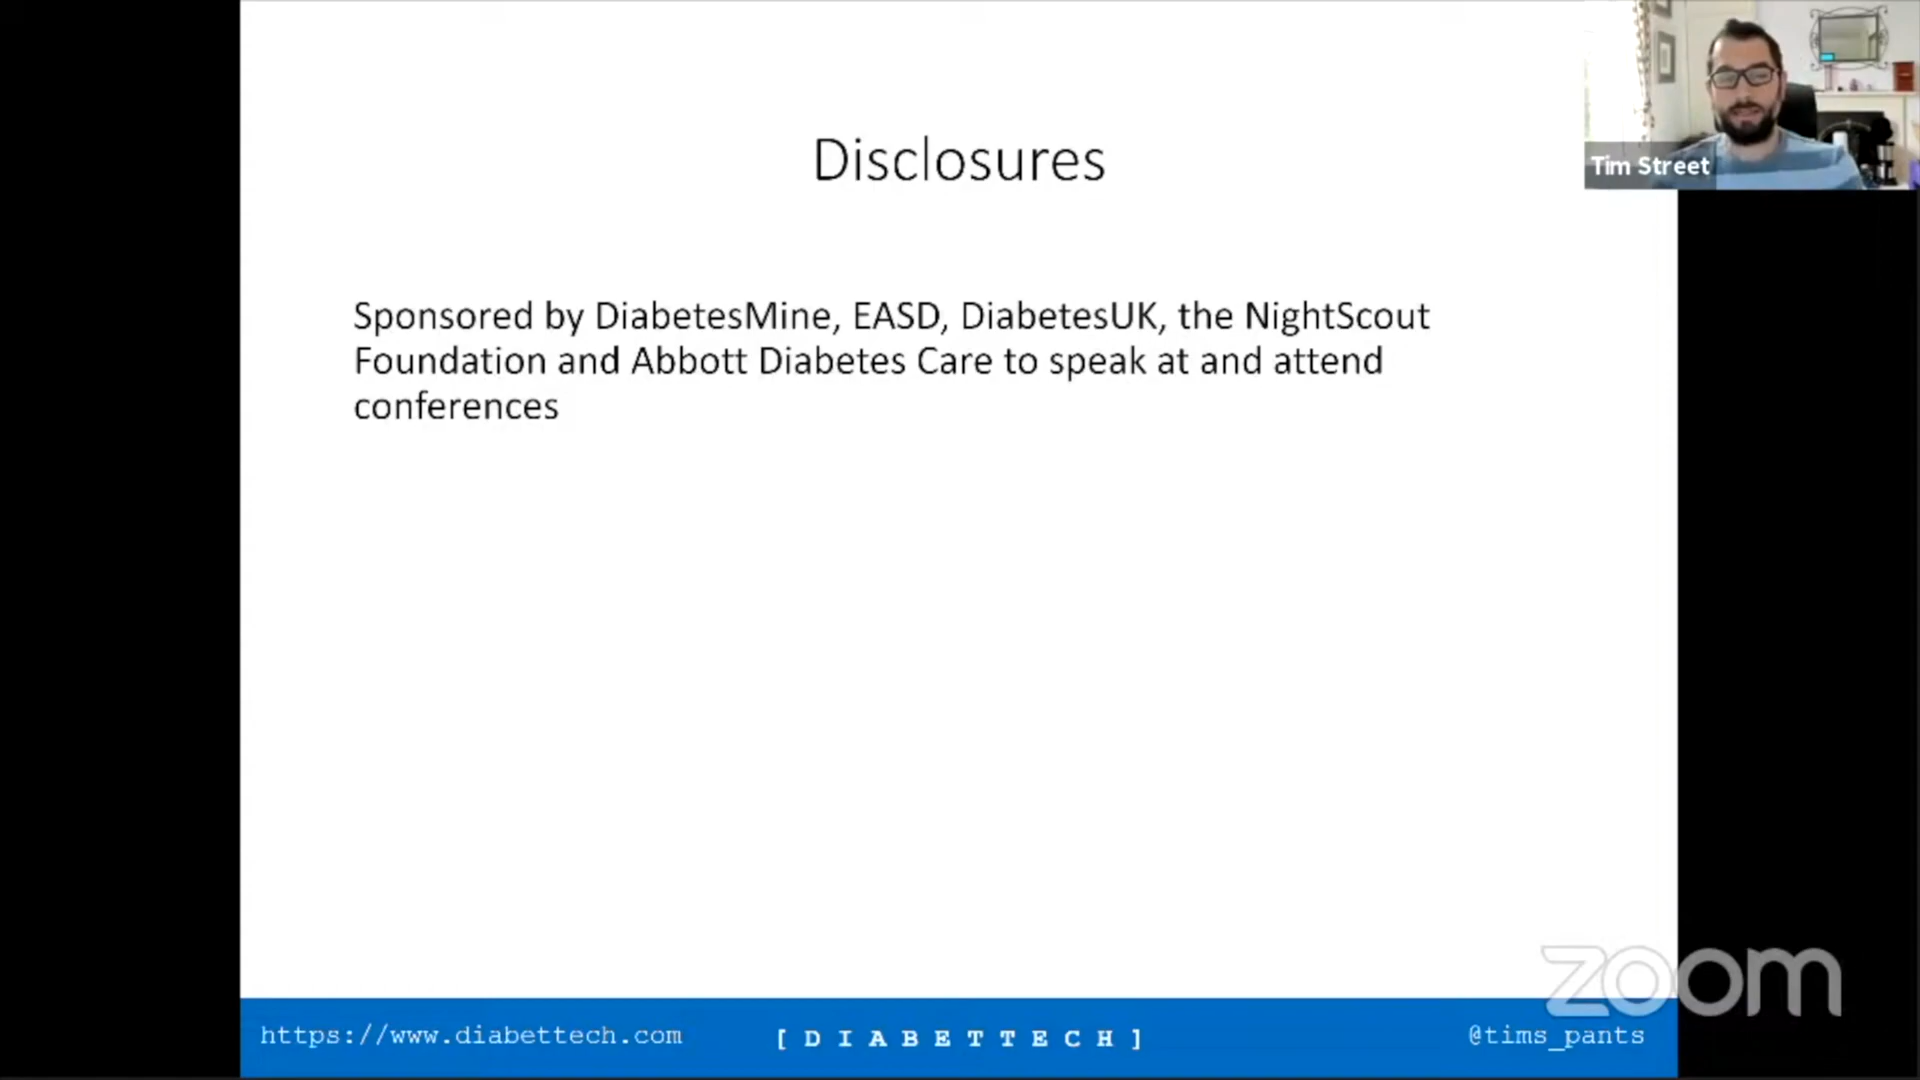 Disclosures
Tim Street
Sponsored by DiabetesMine, EASD, DiabetesUK, the NightScout
Foundation and Abbott Diabetes Care to speak at and attend
conferences
zoom
https://www.diabettech.com
[DIABETTECH]
@tims_pants